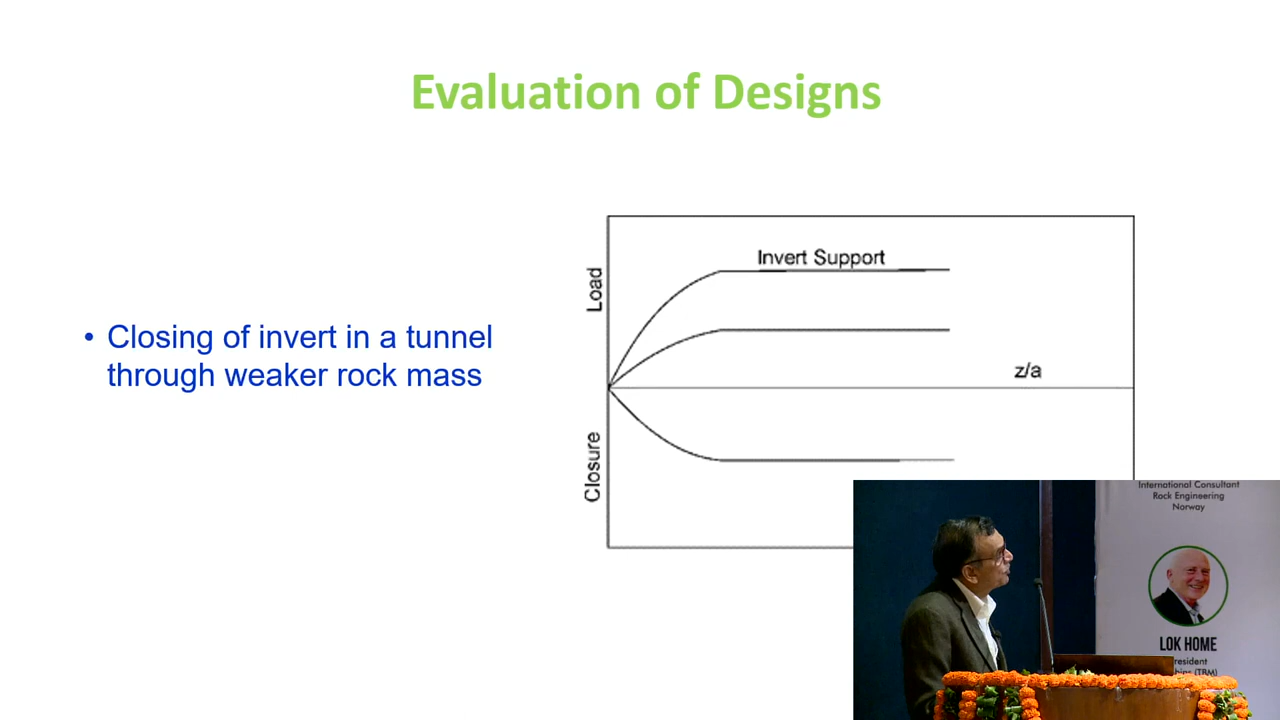 Evaluation of Designs
• Closing of invert in a tunnel
through weaker rock mass
Load
Invert Support
z/a
Closure
International Consultant
Rock Engineering
Norway
LOK HOME